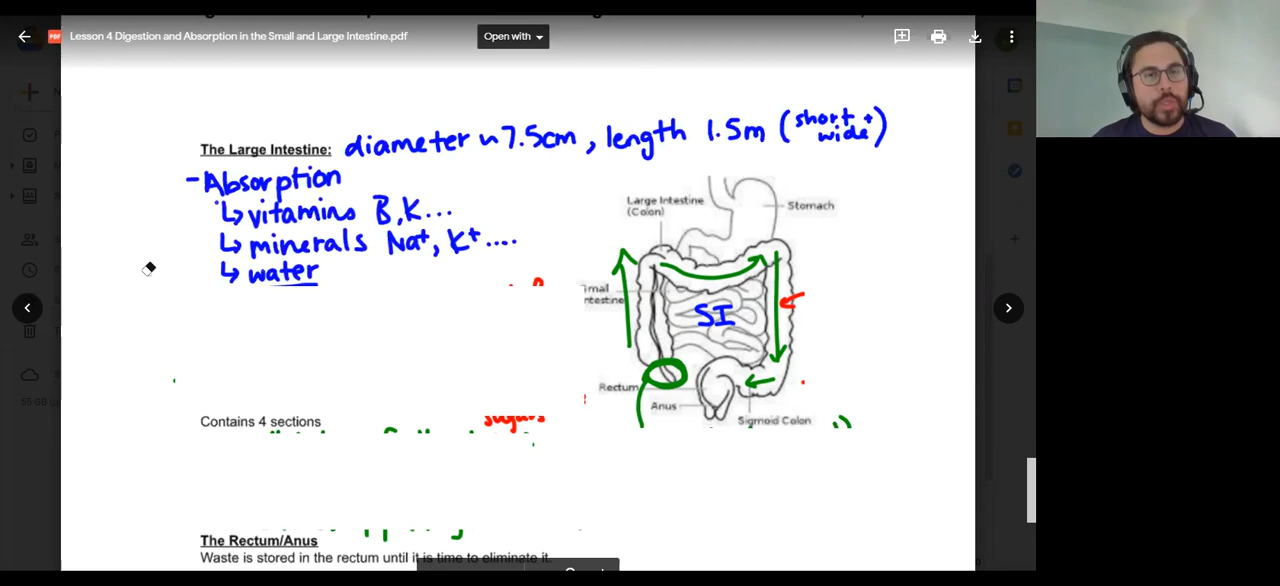 Lesson 4 Digestion and Absorption in the Small and Large Intestine.pdf
Open with
The Large Intestine: diameter ~7.5cm, length 1.5m (short + wide)
- Absorption
↳ vitamins B, K...
↳ minerals Na+, K+....
↳ water
Large Intestine
(Colon)
Stomach
Intestine
SI
Rectum
Anus
Sigmoid Colon
Contains 4 sections
sugars
The Rectum/Anus
Waste is stored in the rectum until it is time to eliminate it.